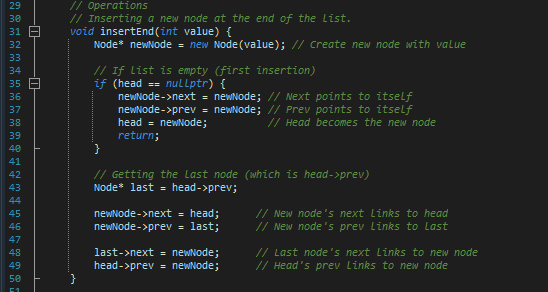 29 // Operations
30 // Inserting a new node at the end of the list.
31 void insertEnd(int value) {
32 Node* newNode = new Node(value); // Create new node with value
33
34 // If list is empty (first insertion)
35 if (head == nullptr) {
36 newNode->next = newNode; // Next points to itself
37 newNode->prev = newNode; // Prev points to itself
38 head = newNode; // Head becomes the new node
39 return;
40 }
41
42 // Getting the last node (which is head->prev)
43 Node* last = head->prev;
44
45 newNode->next = head; // New node's next links to head
46 newNode->prev = last; // New node's prev links to last
47
48 last->next = newNode; // Last node's next links to new node
49 head->prev = newNode; // Head's prev links to new node
50 }
51